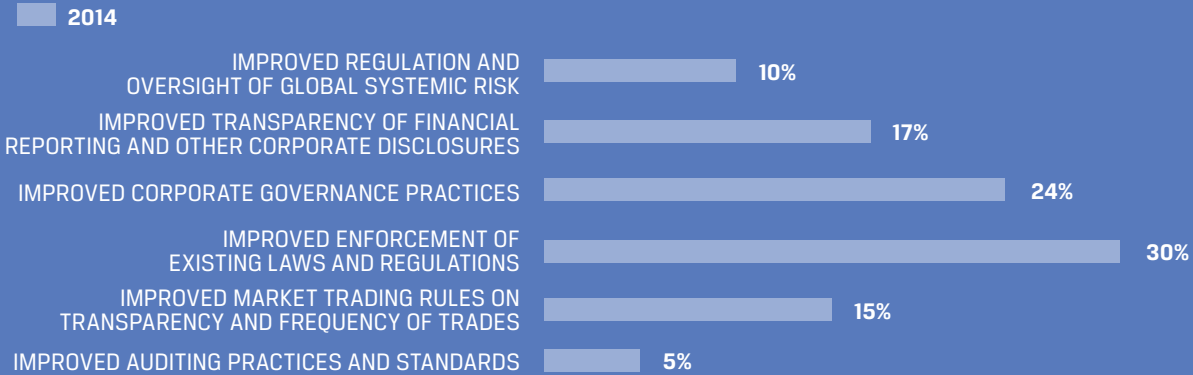 2014
IMPROVED REGULATION AND
OVERSIGHT OF GLOBAL SYSTEMIC RISK
10%
IMPROVED TRANSPARENCY OF FINANCIAL
REPORTING AND OTHER CORPORATE DISCLOSURES
17%
IMPROVED CORPORATE GOVERNANCE PRACTICES
24%
IMPROVED ENFORCEMENT OF
EXISTING LAWS AND REGULATIONS
30%
IMPROVED MARKET TRADING RULES ON
TRANSPARENCY AND FREQUENCY OF TRADES
15%
IMPROVED AUDITING PRACTICES AND STANDARDS
5%